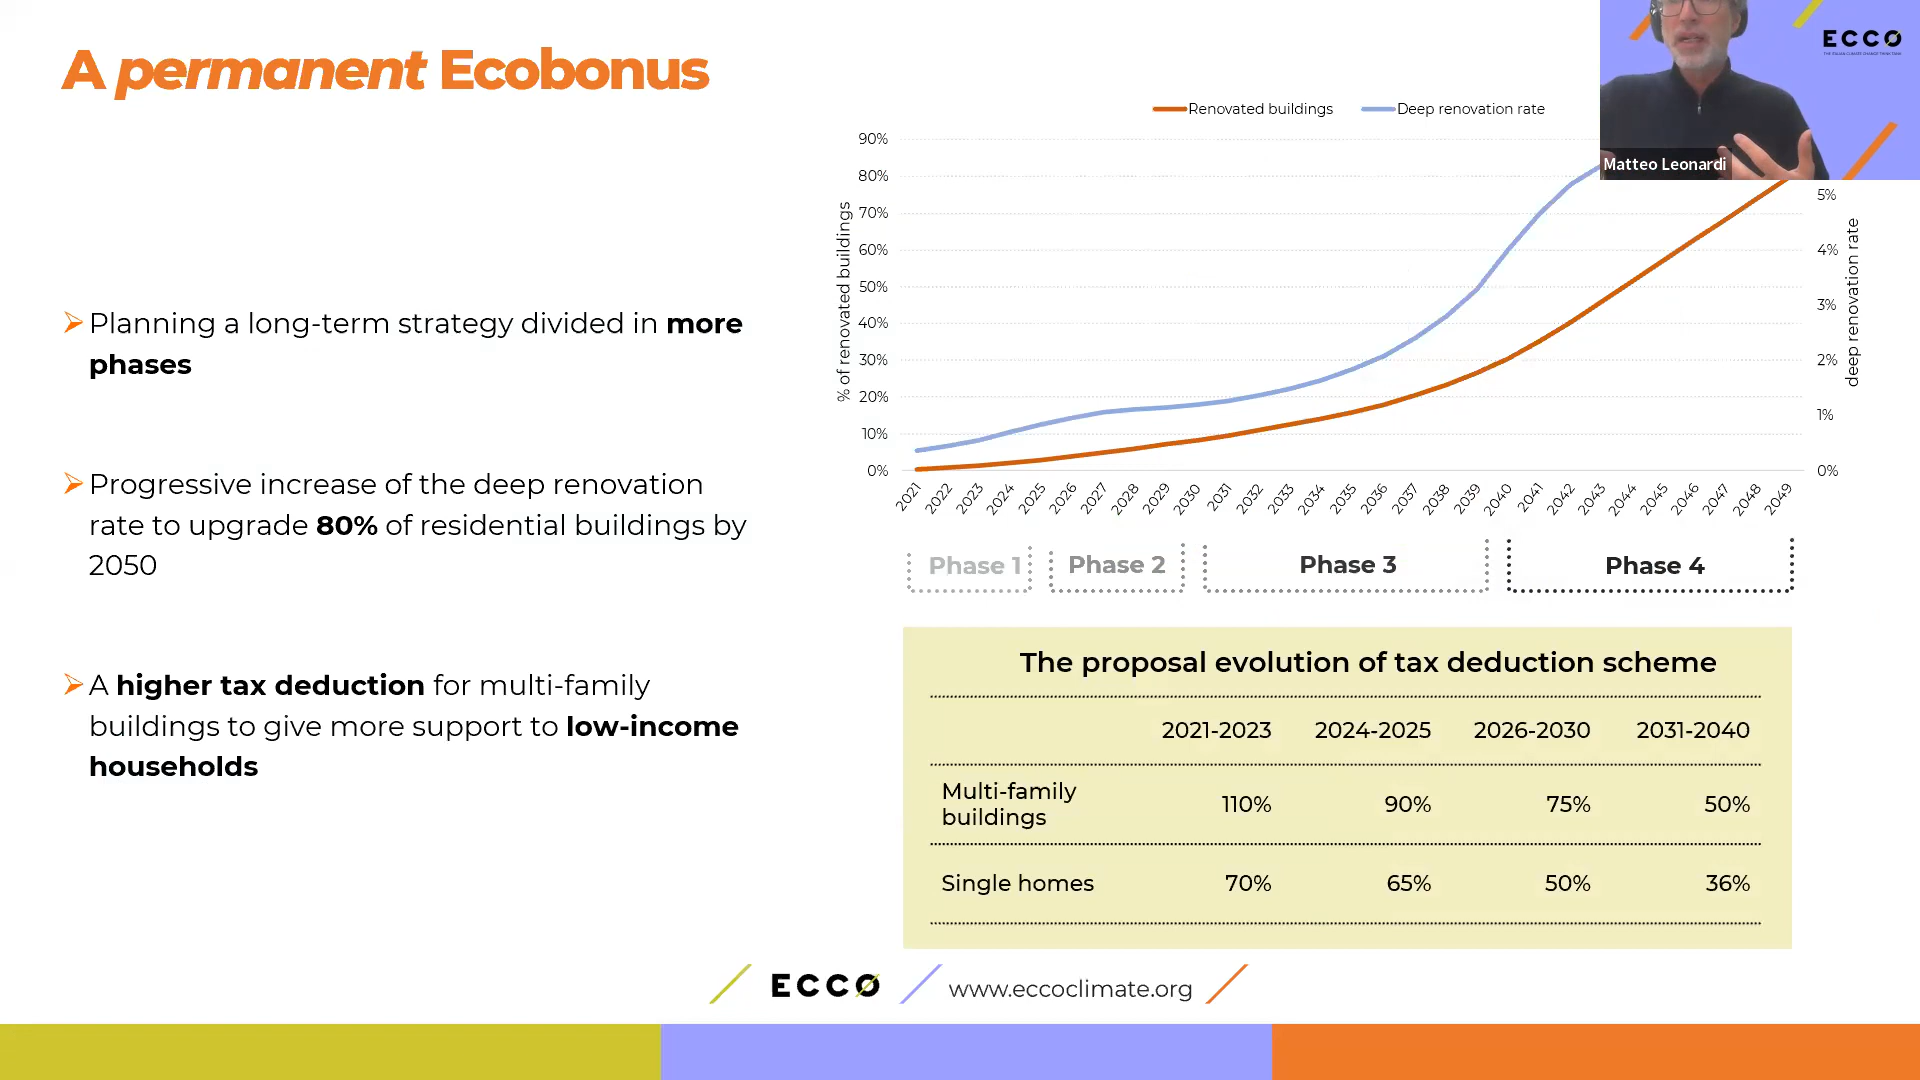 A permanent Ecobonus
Planning a long-term strategy divided in more
phases
Progressive increase of the deep renovation
rate to upgrade 80% of residential buildings by
2050
A higher tax deduction for multi-family
buildings to give more support to low-income
households
Renovated buildings
Deep renovation rate
% of renovated buildings
90%
80%
70%
60%
50%
40%
30%
20%
10%
0%
5%
4%
3%
2%
1%
0%
deep renovation rate
2021 2022 2023 2024 2025 2026 2027 2028 2029 2030 2031 2032 2033 2034 2035 2036 2037 2038 2039 2040 2041 2042 2043 2044 2045 2046 2047 2048 2049
Phase 1 Phase 2 Phase 3 Phase 4
The proposal evolution of tax deduction scheme
2021-2023 2024-2025 2026-2030 2031-2040
Multi-family
buildings 110% 90% 75% 50%
Single homes 70% 65% 50% 36%
ECCO
Matteo Leonardi
ECCO
www.eccoclimate.org